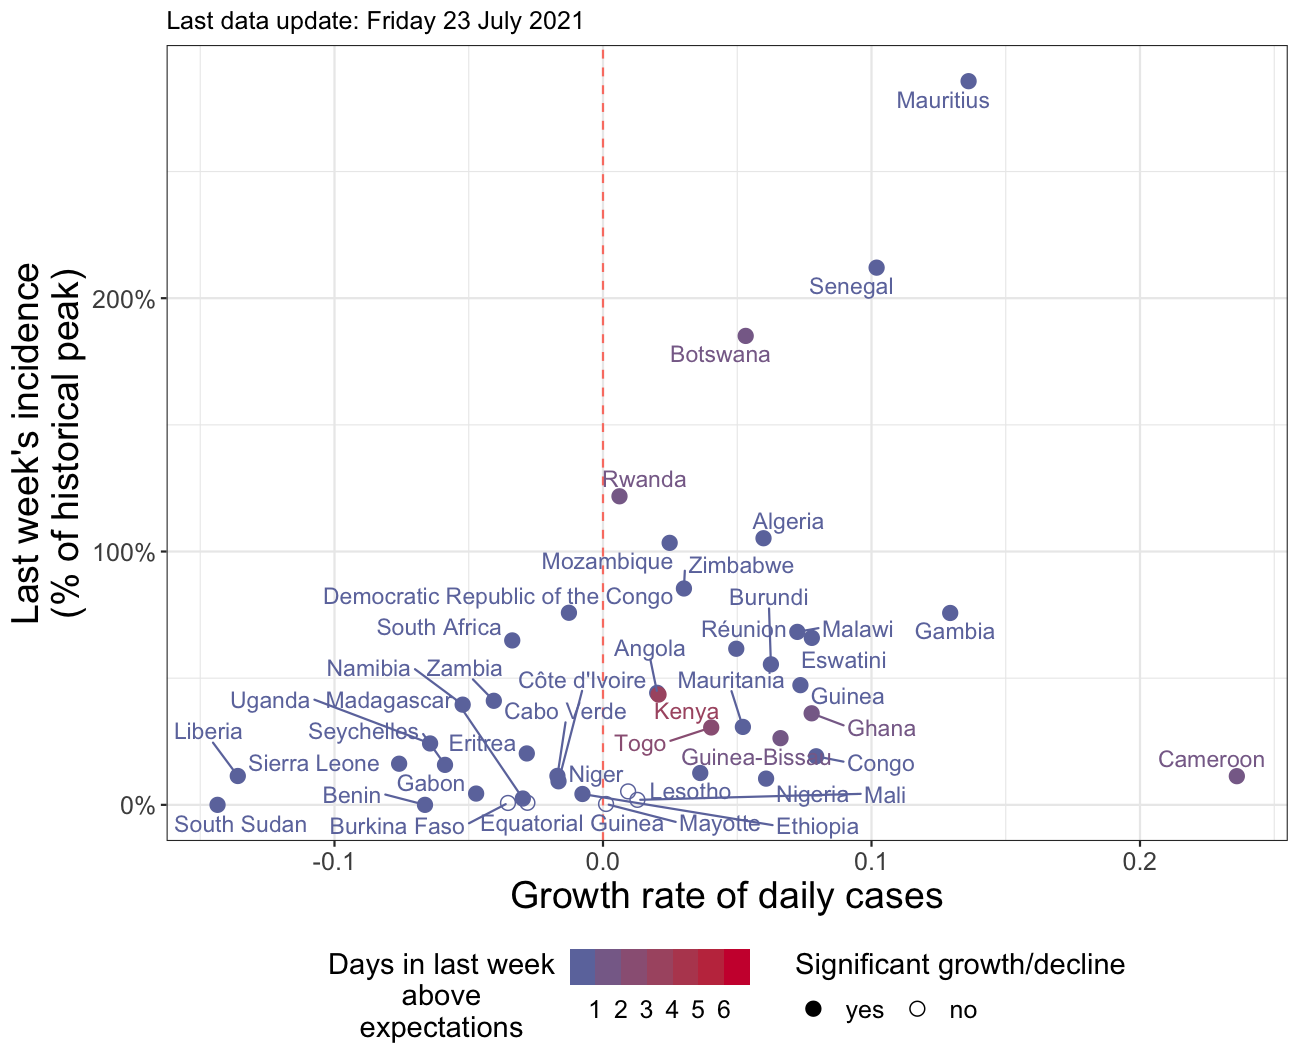 Last data update: Friday 23 July 2021
Last week's incidence
(% of historical peak)
200%
100%
0%
Mauritius
Senegal
Botswana
Rwanda
Algeria
Mozambique
Zimbabwe
Democratic Republic of the Congo
Burundi
South Africa
Réunion
Malawi
Gambia
Angola
Eswatini
Namibia
Zambia
Côte d'Ivoire
Mauritania
Uganda
Madagascar
Cabo Verde
Kenya
Guinea
Liberia
Seychelles
Eritrea
Togo
Ghana
Sierra Leone
Guinea-Bissau
Congo
Cameroon
Gabon
Niger
Benin
Lesotho
Nigeria
Mali
South Sudan
Burkina Faso
Equatorial Guinea
Mayotte
Ethiopia
-0.1
0.0
0.1
0.2
Growth rate of daily cases
Days in last week
above
expectations
1 2 3 4 5 6
Significant growth/decline
yes
no